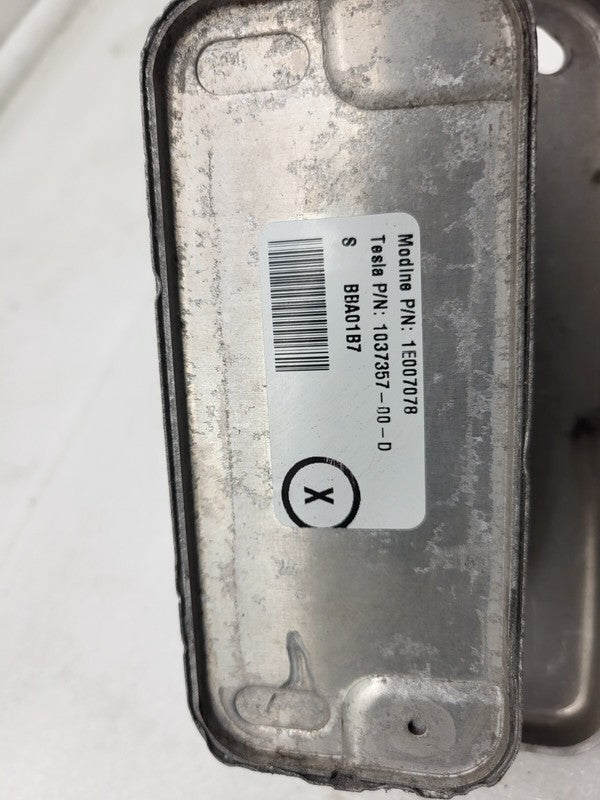 Modine P/N: 1E007078
Tesla P/N: 1037357-00-D
S BBA01B7
X